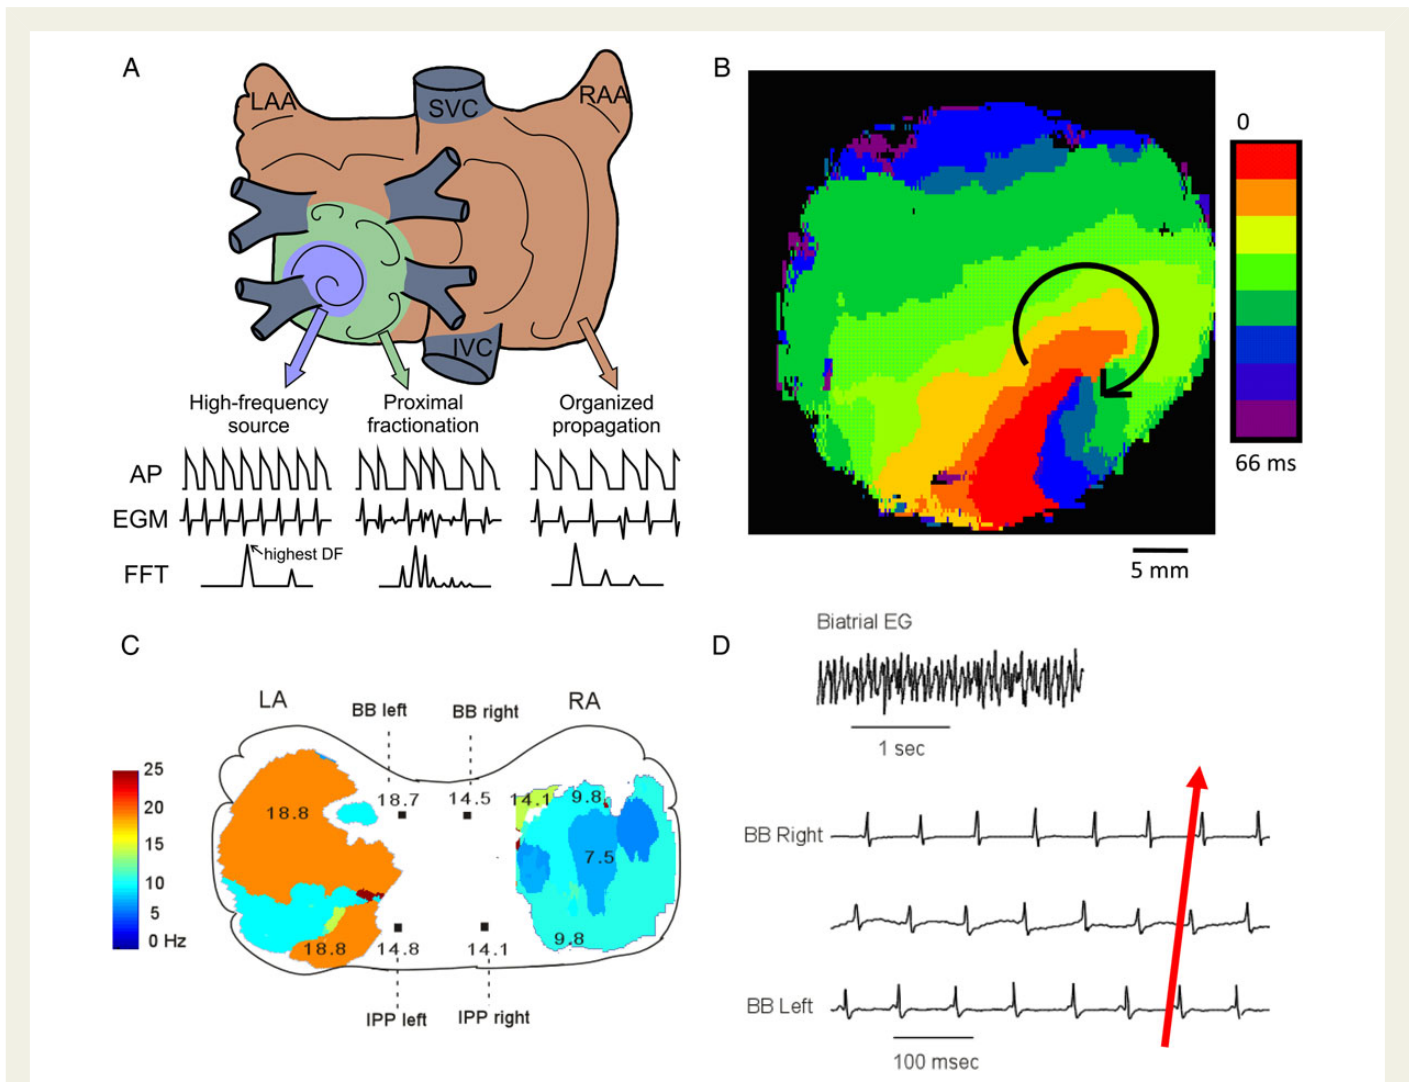 A
LAA
SVC
RAA
IVC
High-frequency
source
Proximal
fractionation
Organized
propagation
AP
EGM
FFT
highest DF
B
0
66 ms
5 mm
C
LA
BB left
BB right
RA
25
20
15
10
5
0 Hz
18.8
18.7
14.5
14.1
9.8
7.5
18.8
14.8
14.1
9.8
IPP left
IPP right
D
Biatrial EG
1 sec
BB Right
BB Left
100 msec